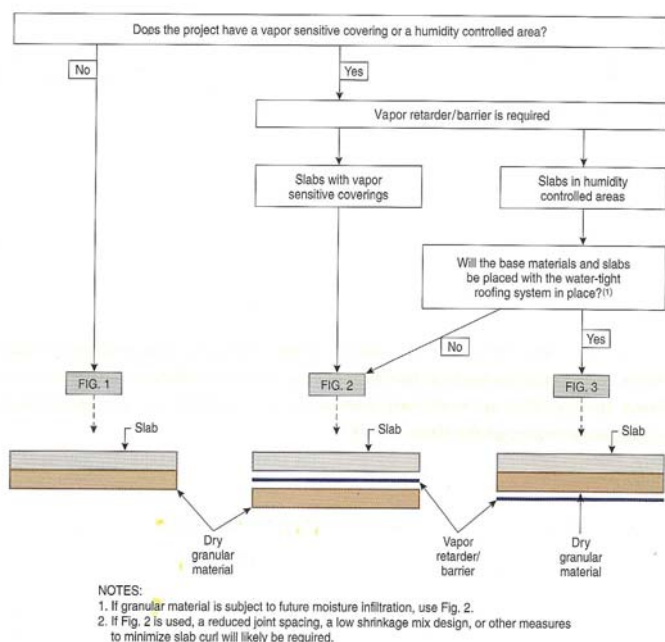 Does the project have a vapor sensitive covering or a humidity controlled area?
No
Yes
Vapor retarder/barrier is required
Slabs with vapor
sensitive coverings
Slabs in humidity
controlled areas
Will the base materials and slabs
be placed with the water-tight
roofing system in place?(1)
No
Yes
FIG. 1
FIG. 2
FIG. 3
Slab
Slab
Slab
Dry
granular
material
Vapor
retarder/
barrier
Dry
granular
material
NOTES:
1. If granular material is subject to future moisture infiltration, use Fig. 2.
2. If Fig. 2 is used, a reduced joint spacing, a low shrinkage mix design, or other measures
to minimize slab curl will likely be required.